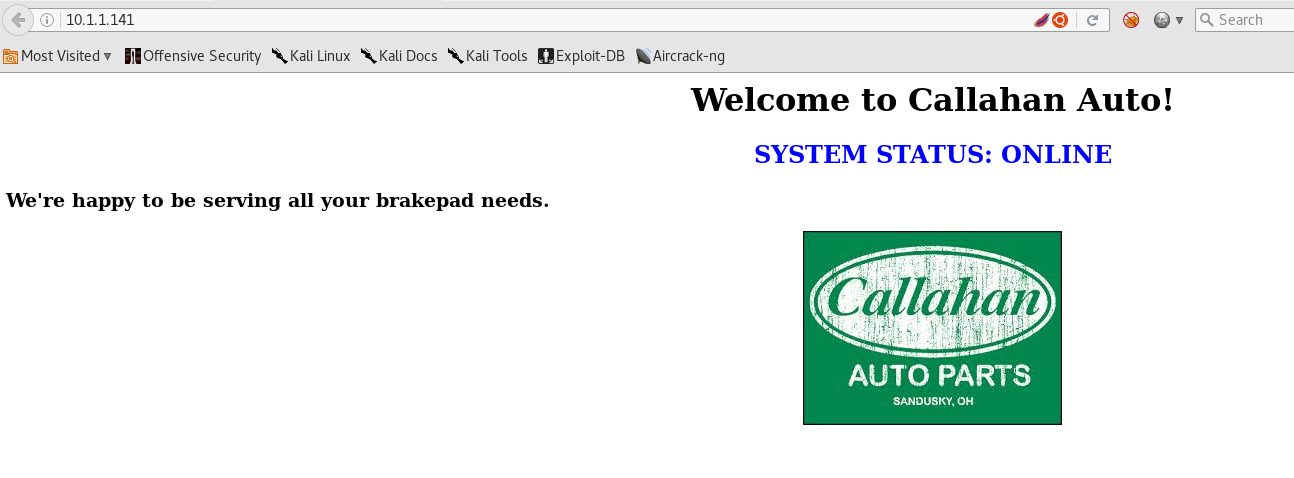 10.1.1.141
Search
Most Visited Offensive Security Kali Linux Kali Docs Kali Tools Exploit-DB Aircrack-ng
Welcome to Callahan Auto!
SYSTEM STATUS: ONLINE
We're happy to be serving all your brakepad needs.
Callahan
AUTO PARTS
SANDUSKY, OH